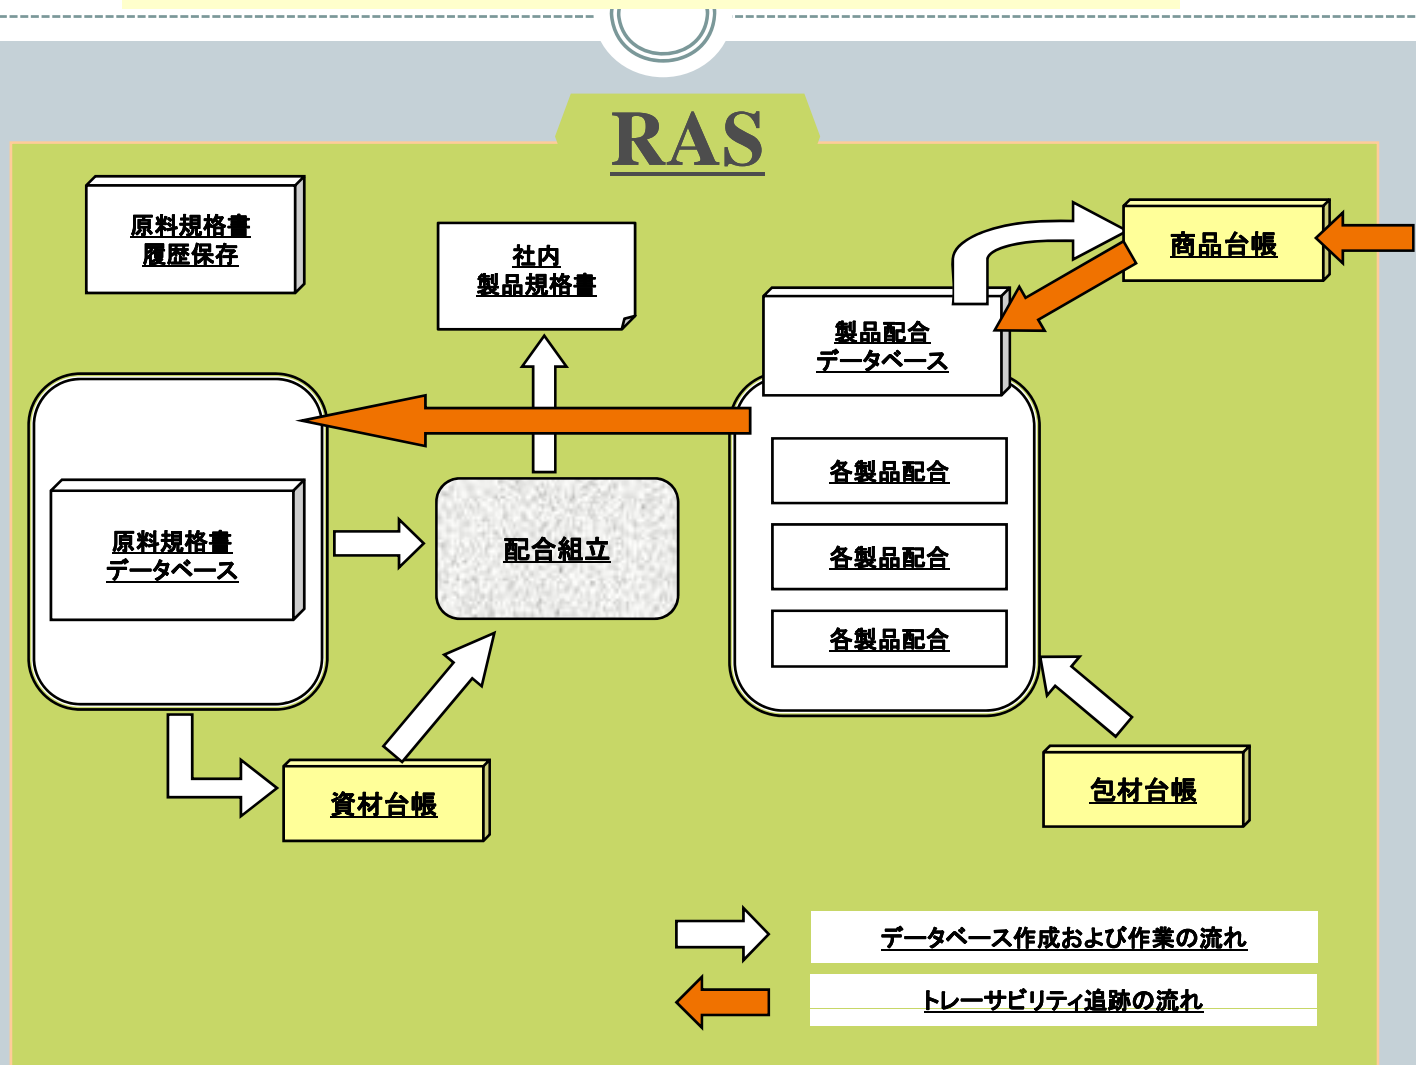 RAS
原料規格書
履歴保存
社内
製品規格書
商品台帳
製品配合
データベース
各製品配合
各製品配合
各製品配合
原料規格書
データベース
配合組立
資材台帳
包材台帳
データベース作成および作業の流れ
トレーサビリティ追跡の流れ